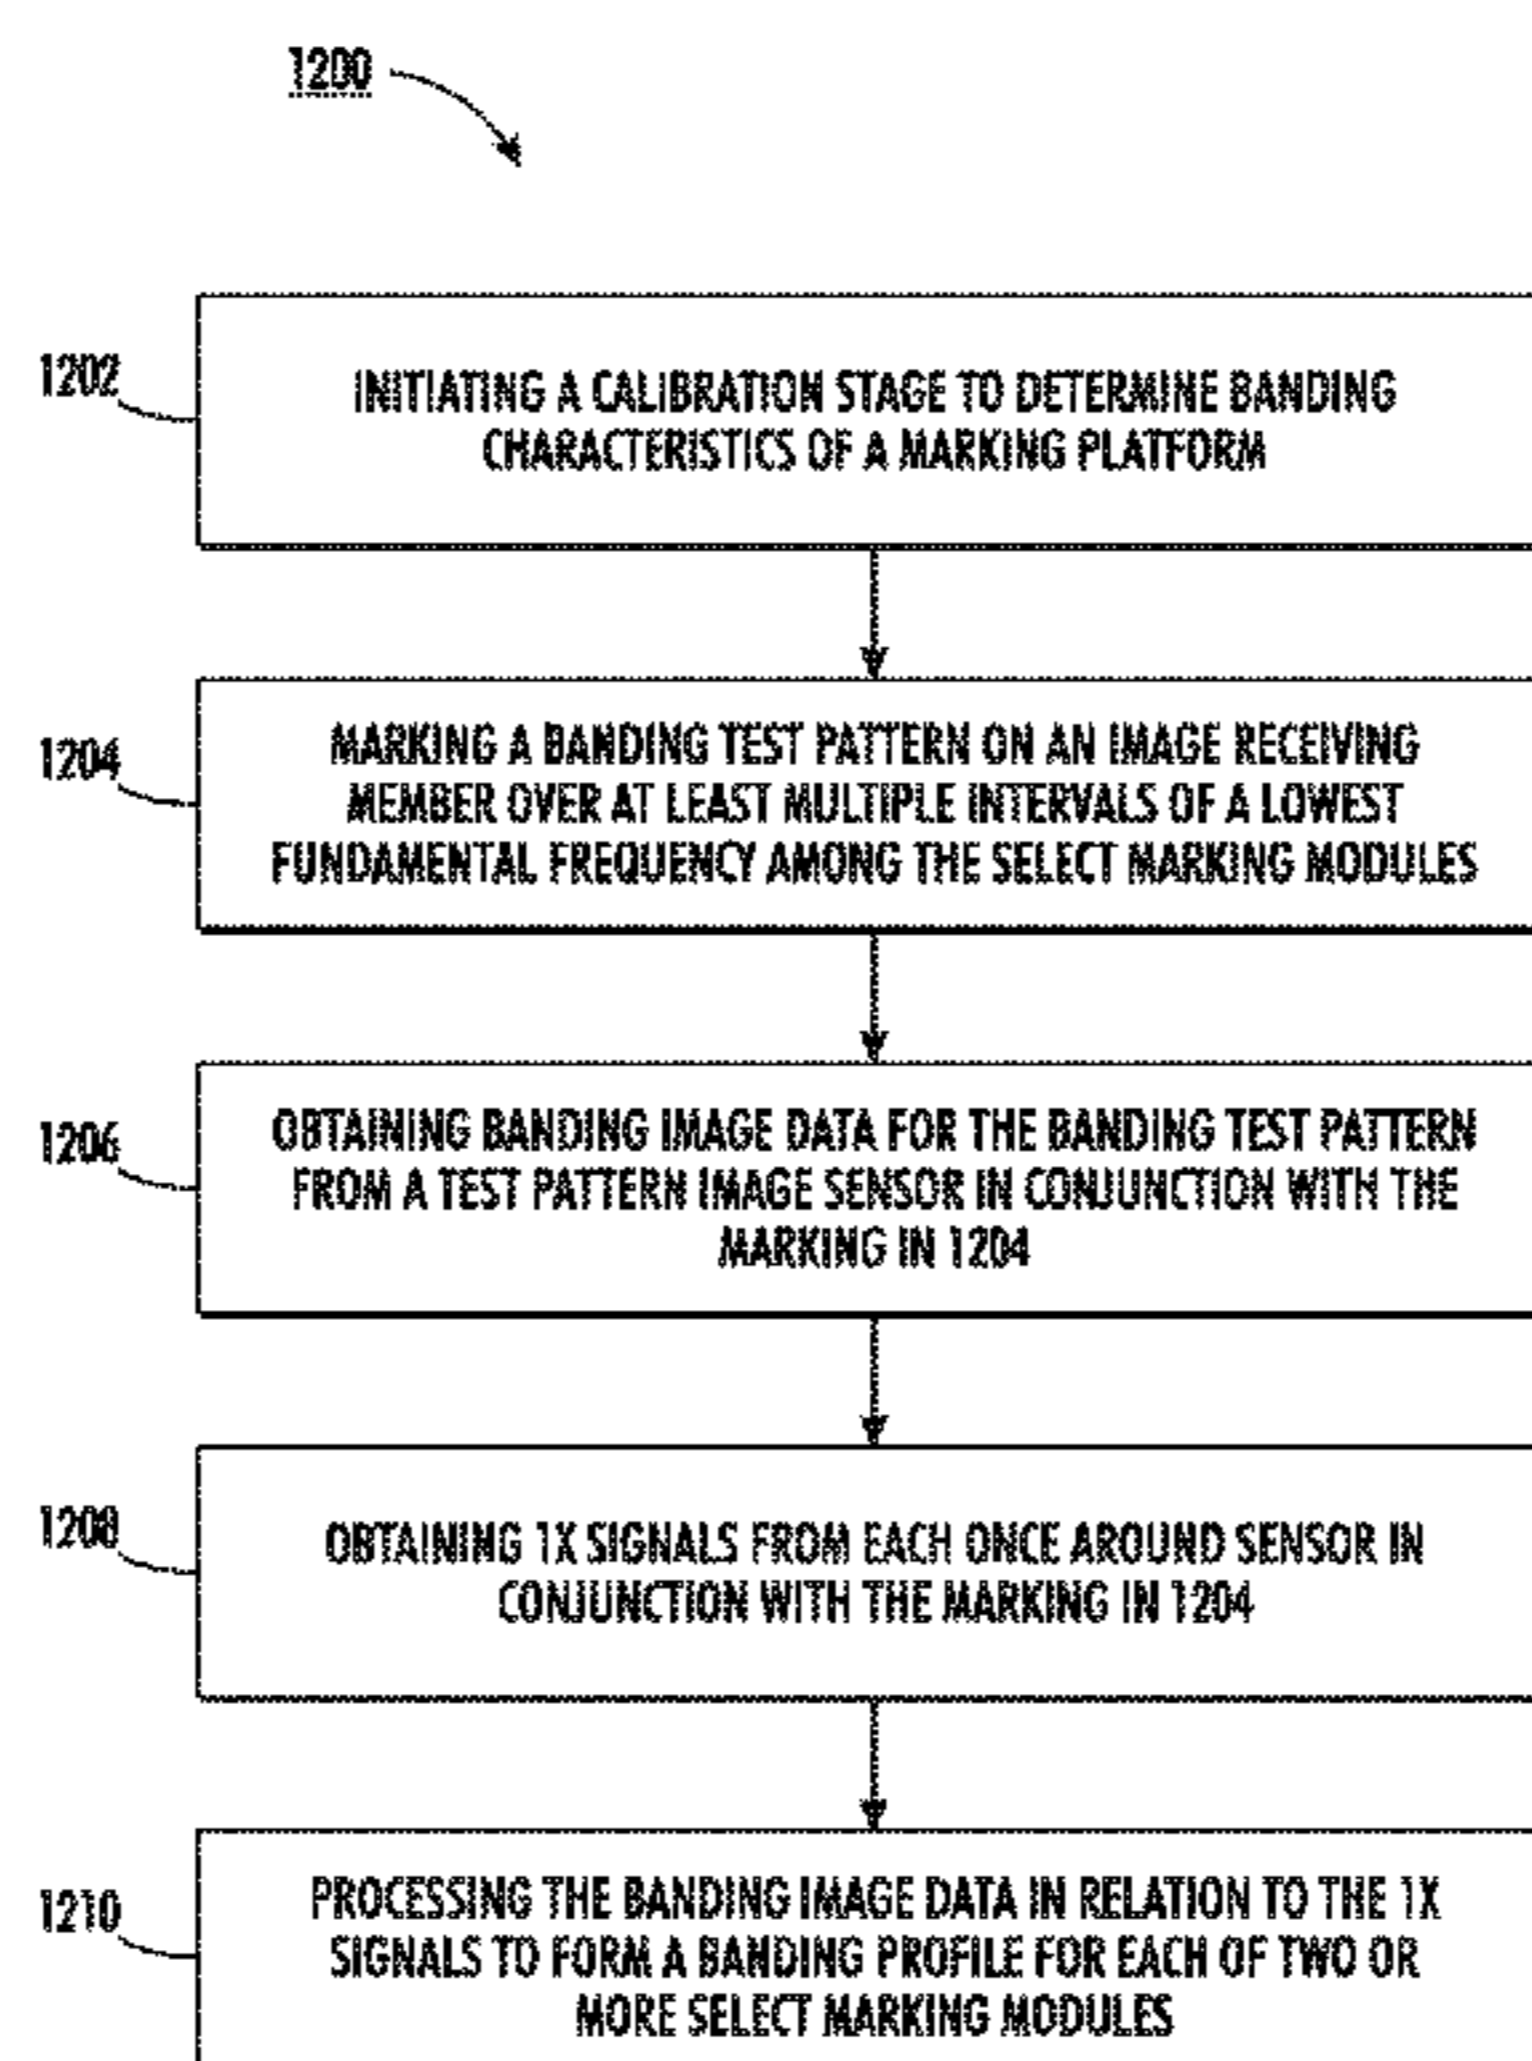 1200
1202
INITIATING A CALIBRATION STAGE TO DETERMINE BANDING
CHARACTERISTICS OF A MARKING PLATFORM
1204
MARKING A BANDING TEST PATTERN ON AN IMAGE RECEIVING
MEMBER OVER AT LEAST MULTIPLE INTERVALS OF A LOWEST
FUNDAMENTAL FREQUENCY AMONG THE SELECT MARKING MODULES
1206
OBTAINING BANDING IMAGE DATA FOR THE BANDING TEST PATTERN
FROM A TEST PATTERN IMAGE SENSOR IN CONJUNCTION WITH THE
MARKING IN 1204
1208
OBTAINING 1X SIGNALS FROM EACH ONCE AROUND SENSOR IN
CONJUNCTION WITH THE MARKING IN 1204
1210
PROCESSING THE BANDING IMAGE DATA IN RELATION TO THE 1X
SIGNALS TO FORM A BANDING PROFILE FOR EACH OF TWO OR
MORE SELECT MARKING MODULES